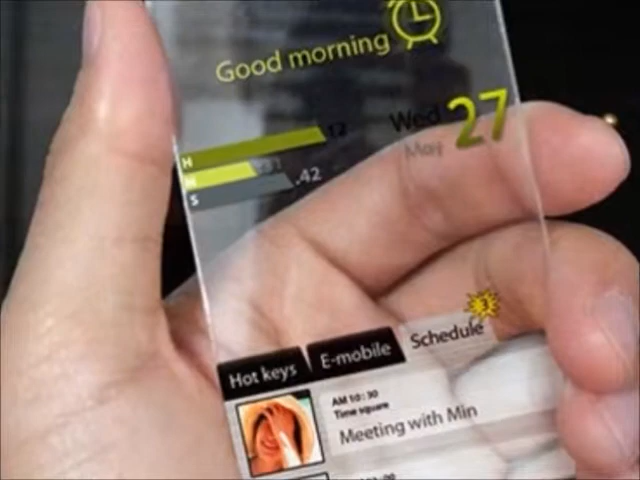 Good morning
Wed 27
May
H 12
M
S .42
Hot keys
E-mobile
Schedule
3
AM 10:30
Time square
Meeting with Min